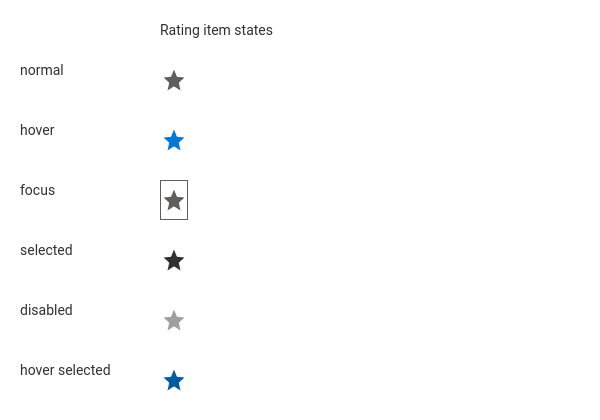 Rating item states
normal
hover
focus
selected
disabled
hover selected